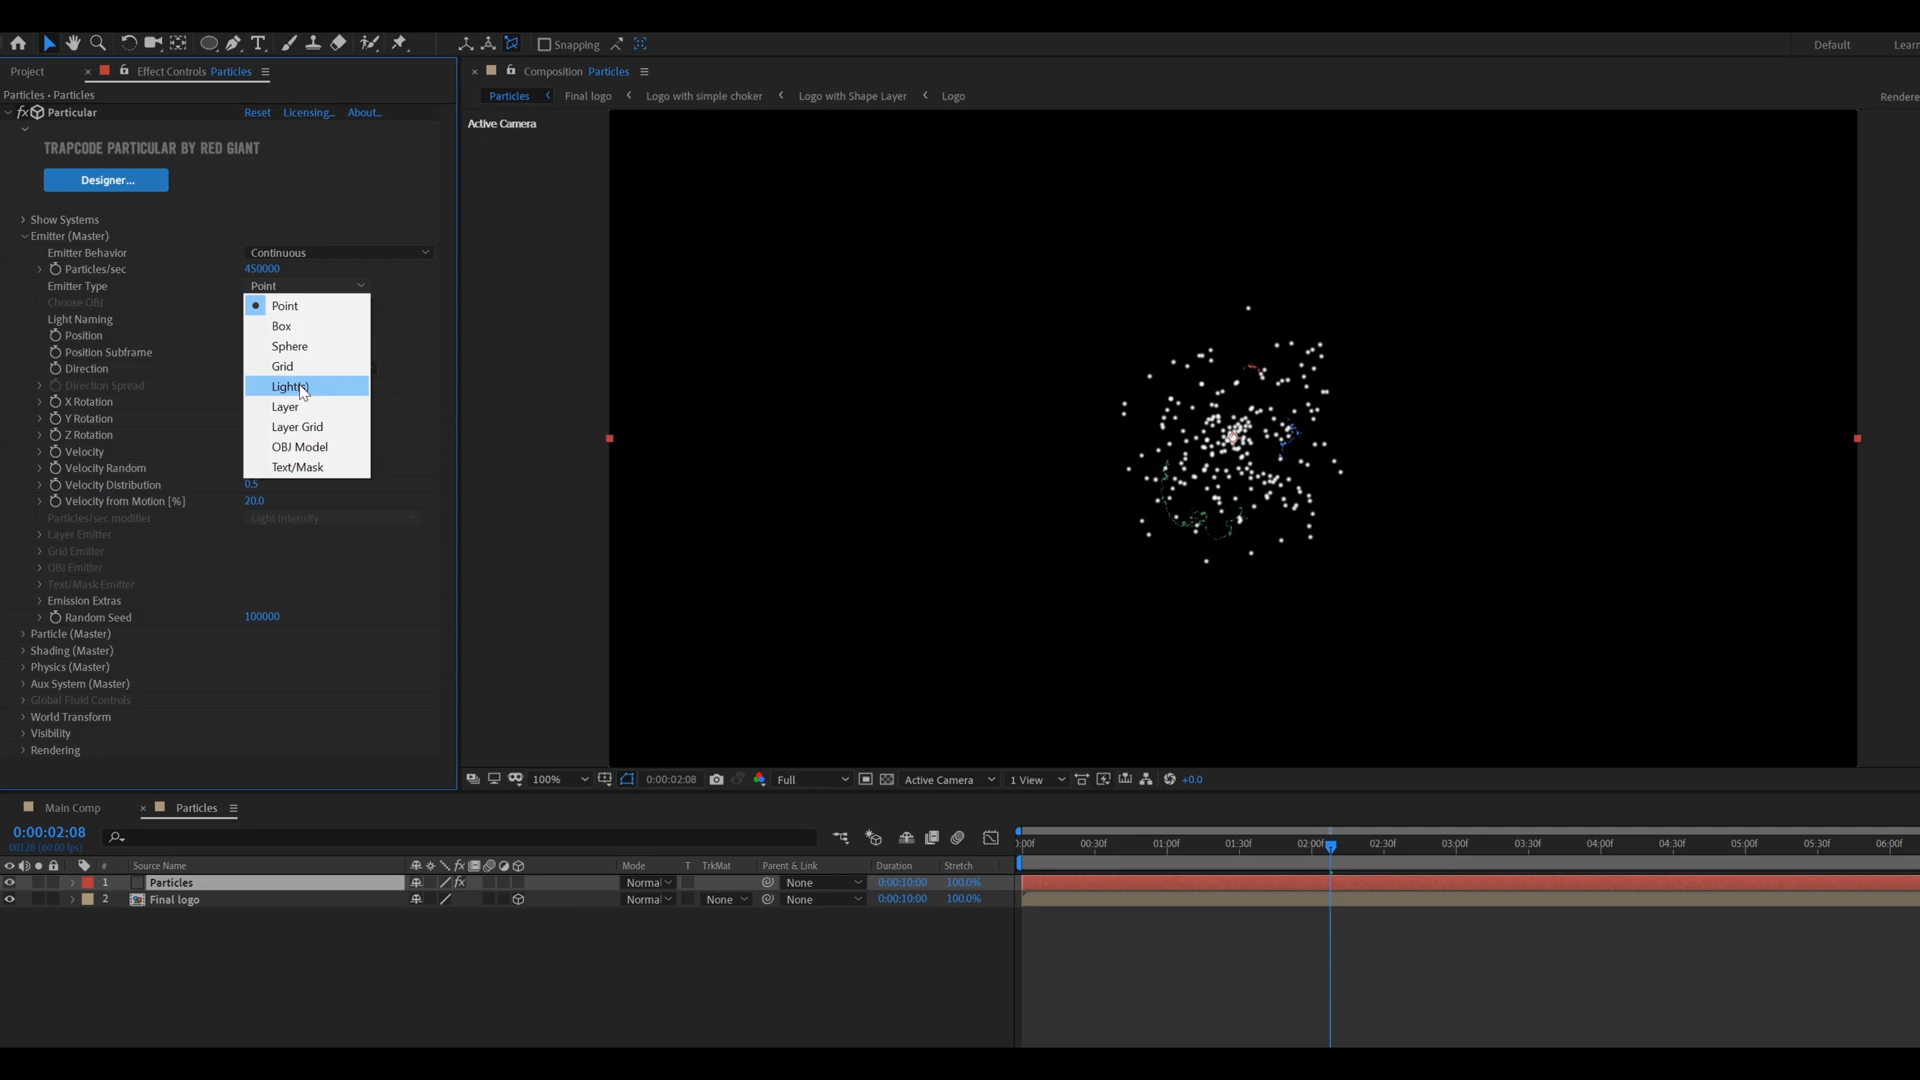 Snapping
Default
Learn
Project
× Effect Controls Particles
× Composition Particles
Particles • Particles
Particles
Final logo
Logo with simple choker
Logo with Shape Layer
Logo
Rendere
fx Particular
Reset
Licensing...
About...
Active Camera
TRAPCODE PARTICULAR BY RED GIANT
Designer...
Show Systems
Emitter (Master)
Emitter Behavior
Continuous
Particles/sec
450000
Emitter Type
Point
Choose OBJ
Light Naming
Position
Position Subframe
Direction
Direction Spread
X Rotation
Y Rotation
Z Rotation
Velocity
Velocity Random
Point
Box
Sphere
Grid
Light(s)
Layer
Layer Grid
OBJ Model
Text/Mask
Velocity Distribution
0.5
Velocity from Motion [%]
20.0
Particles/sec modifier
Light Intensity
Layer Emitter
Grid Emitter
OBJ Emitter
Text/Mask Emitter
Emission Extras
Random Seed
100000
Particle (Master)
Shading (Master)
Physics (Master)
Aux System (Master)
Global Fluid Controls
World Transform
Visibility
Rendering
100%
0:00:02:08
Full
Active Camera
1 View
+0.0
Main Comp
× Particles
0:00:02:08
00128 (60.00 fps)
:00f 00:30f 01:00f 01:30f 02:00f 02:30f 03:00f 03:30f 04:00f 04:30f 05:00f 05:30f 06:00f
# Source Name fx Mode T TrkMat Parent & Link Duration Stretch
1 Particles fx Normal None 0:00:10:00 100.0%
2 Final logo Normal None None 0:00:10:00 100.0%